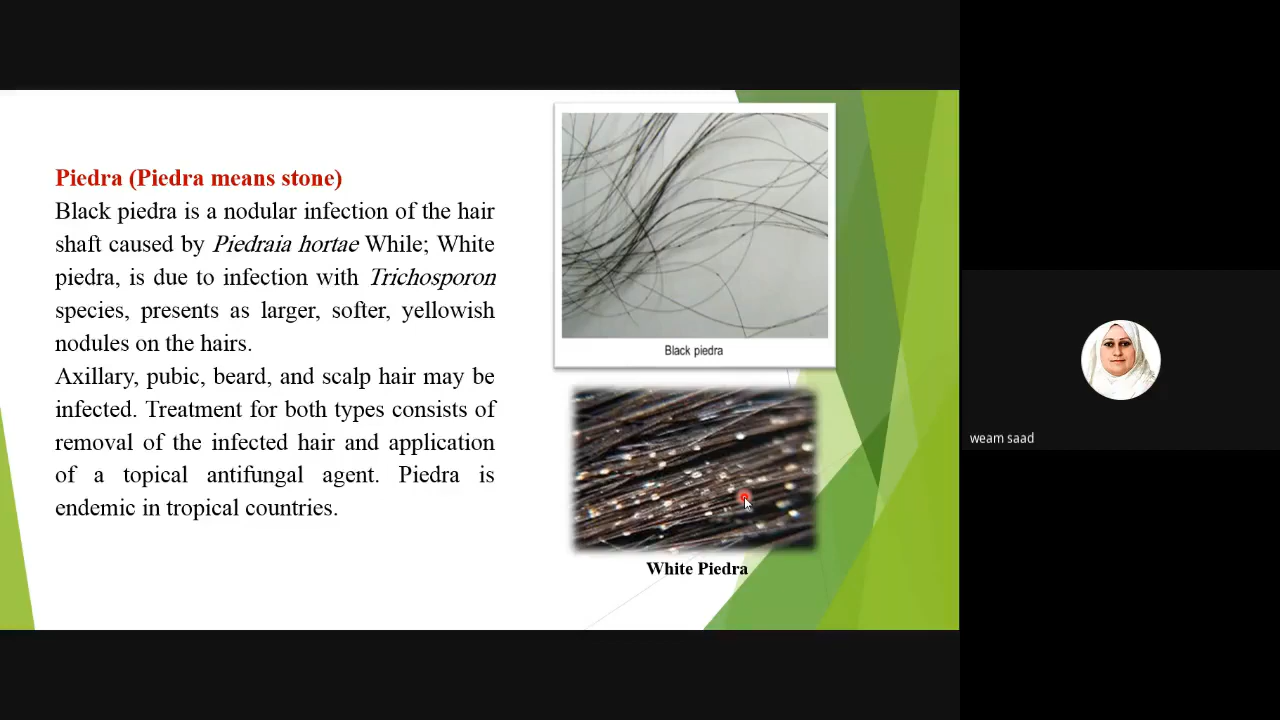 Piedra (Piedra means stone)
Black piedra is a nodular infection of the hair
shaft caused by Piedraia hortae While; White
piedra, is due to infection with Trichosporon
species, presents as larger, softer, yellowish
nodules on the hairs.
Axillary, pubic, beard, and scalp hair may be
infected. Treatment for both types consists of
removal of the infected hair and application
of a topical antifungal agent. Piedra is
endemic in tropical countries.
Black piedra
White Piedra
weam saad